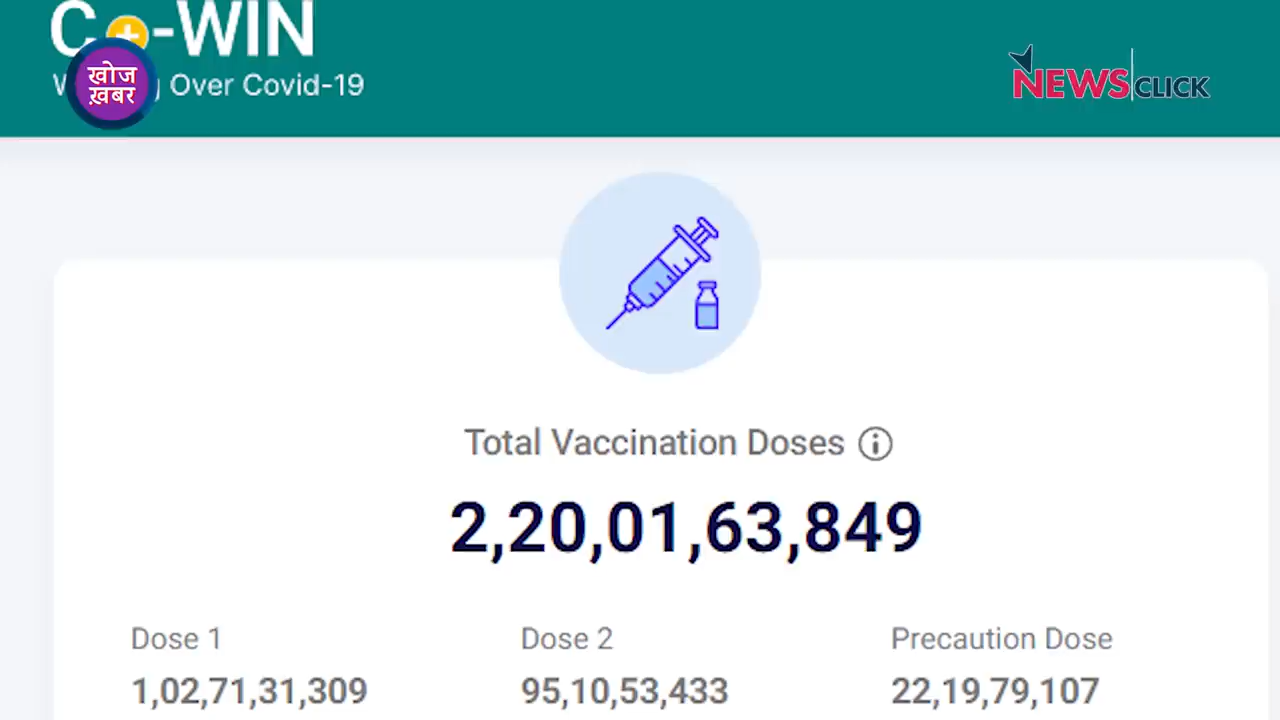 C-WIN
खोज
ख़बर
Over Covid-19
NEWSCLICK
Total Vaccination Doses
2,20,01,63,849
Dose 1
Dose 2
Precaution Dose
1,02,71,31,309
95,10,53,433
22,19,79,107